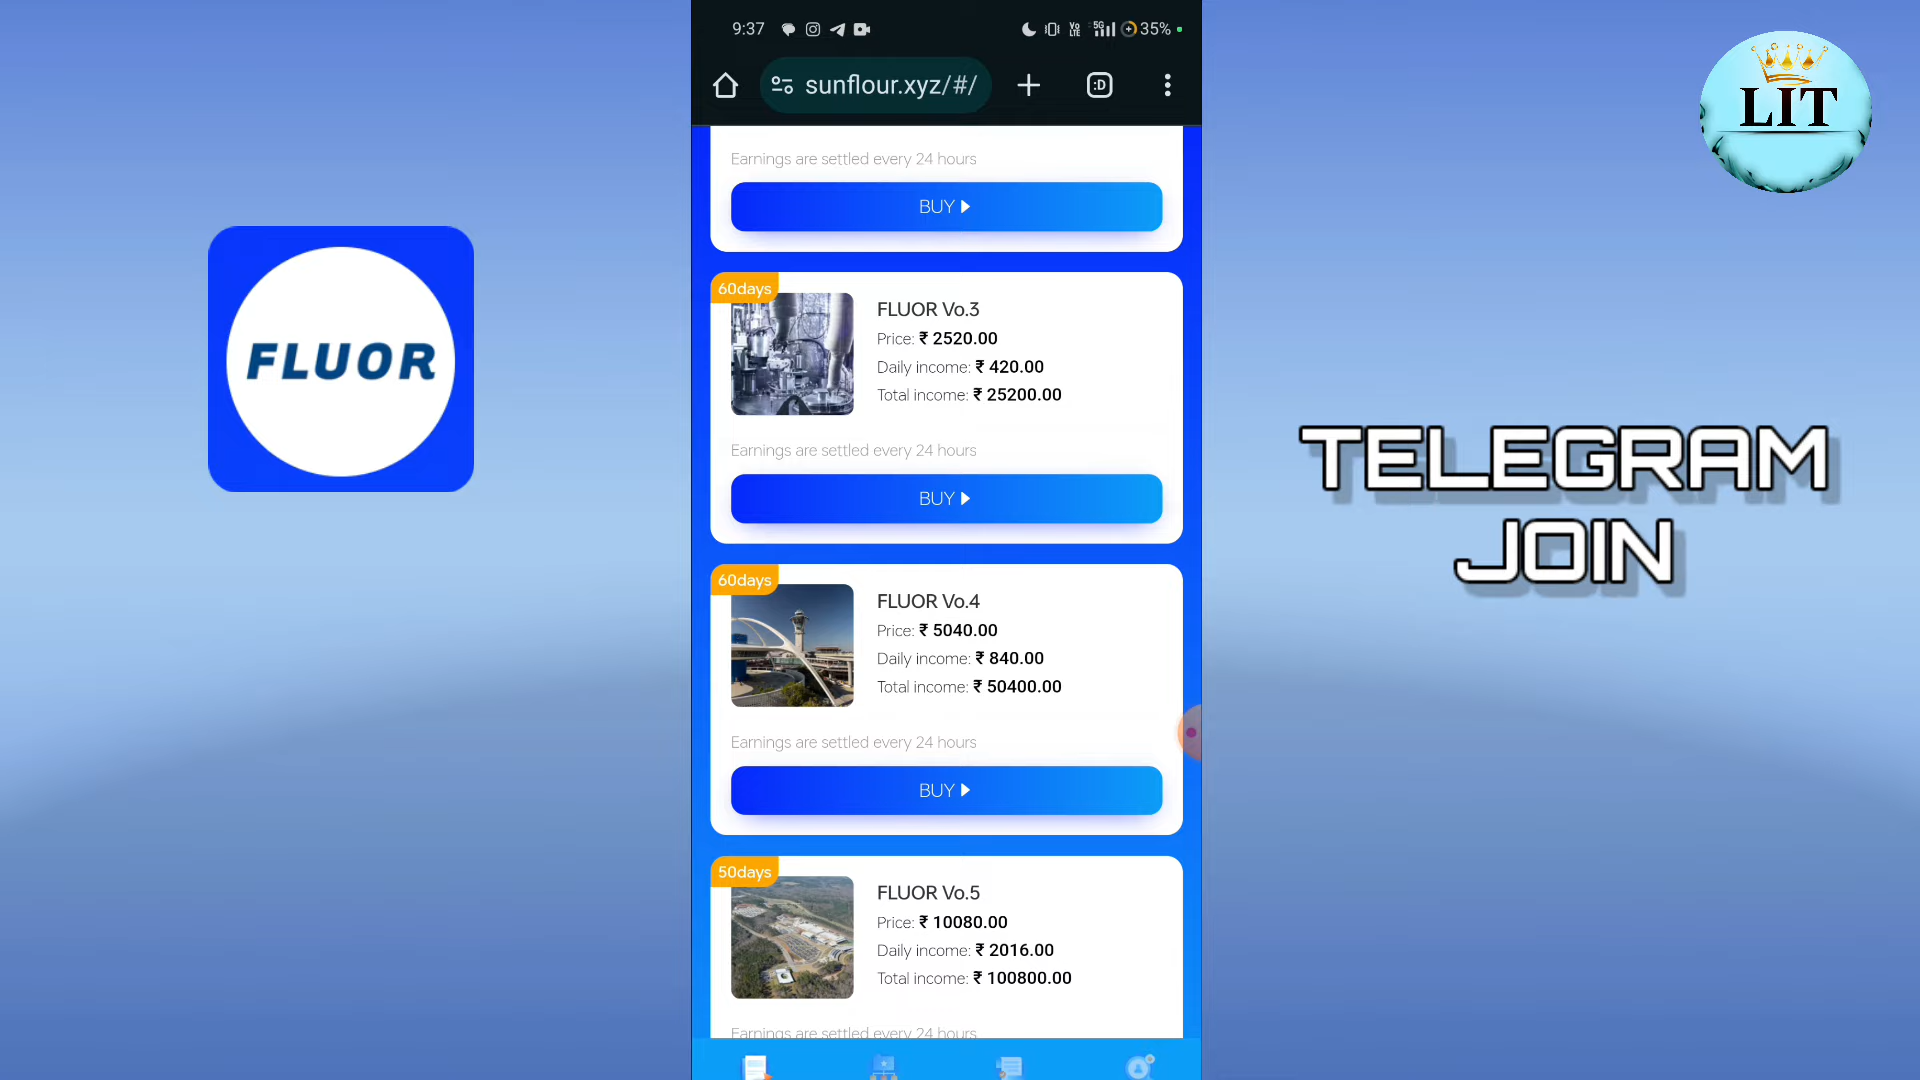 9:37
5G
35%
sunflour.xyz/#/
:D
LIT
Earnings are settled every 24 hours
BUY
60days
FLUOR Vo.3
Price: ₹ 2520.00
Daily income: ₹ 420.00
Total income: ₹ 25200.00
Earnings are settled every 24 hours
BUY
60days
FLUOR Vo.4
Price: ₹ 5040.00
Daily income: ₹ 840.00
Total income: ₹ 50400.00
Earnings are settled every 24 hours
BUY
50days
FLUOR Vo.5
Price: ₹ 10080.00
Daily income: ₹ 2016.00
Total income: ₹ 100800.00
Earnings are settled every 24 hours
FLUOR
TELEGRAM
JOIN